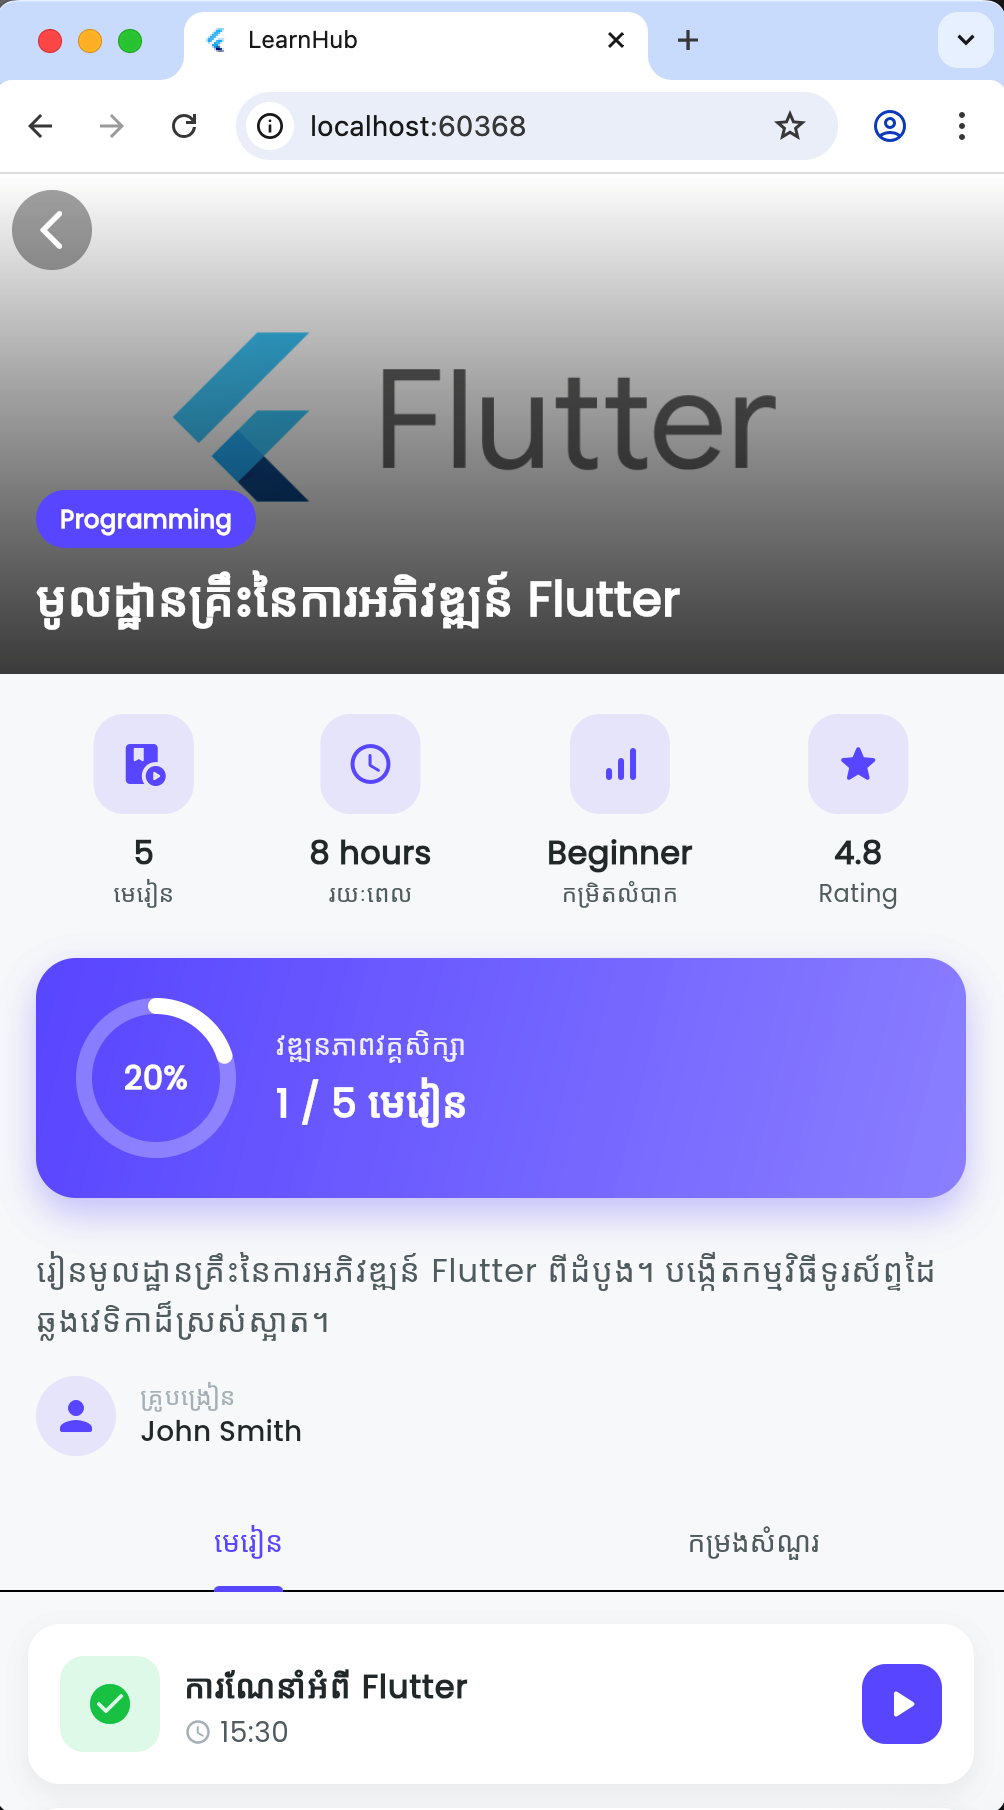 LearnHub
localhost:60368
Flutter
Programming
មូលដ្ឋានគ្រឹះនៃការអភិវឌ្ឍន៍ Flutter
5
មេរៀន
8 hours
រយៈពេល
Beginner
កម្រិតលំបាក
4.8
Rating
20%
វឌ្ឍនភាពវគ្គសិក្សា
1 / 5 មេរៀន
រៀនមូលដ្ឋានគ្រឹះនៃការអភិវឌ្ឍន៍ Flutter ពីដំបូង។ បង្កើតកម្មវិធីទូរស័ព្ទដៃ
ឆ្លងវេទិកាដ៏ស្រស់ស្អាត។
គ្រូបង្រៀន
John Smith
មេរៀន
កម្រងសំណួរ
ការណែនាំអំពី Flutter
15:30